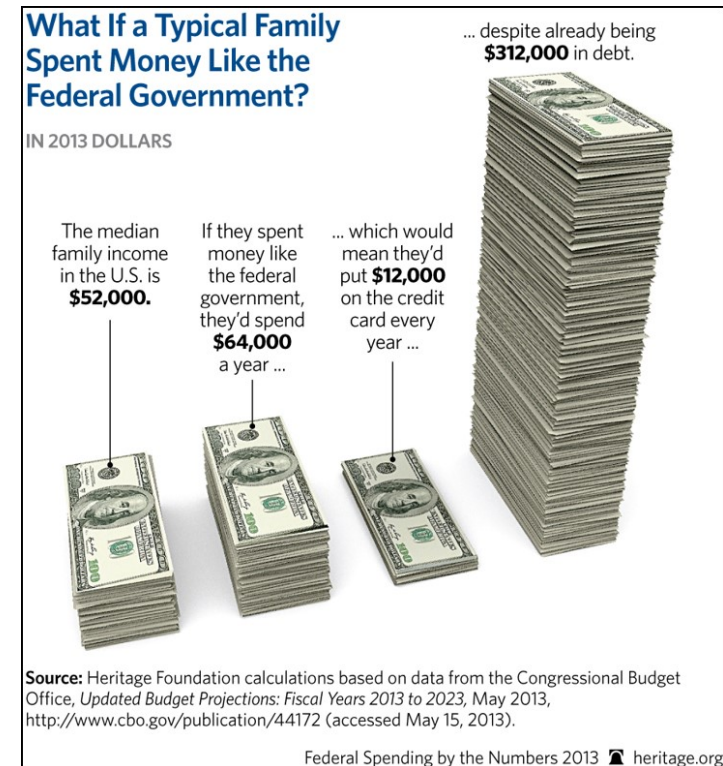 What If a Typical Family
Spent Money Like the
Federal Government?
IN 2013 DOLLARS
The median
family income
in the U.S. is
$52,000.
If they spent
money like
the federal
government,
they'd spend
$64,000
a year ...
... which would
mean they'd
put $12,000
on the credit
card every
year ...
... despite already being
$312,000 in debt.
Source: Heritage Foundation calculations based on data from the Congressional Budget
Office, Updated Budget Projections: Fiscal Years 2013 to 2023, May 2013,
http://www.cbo.gov/publication/44172 (accessed May 15, 2013).
Federal Spending by the Numbers 2013 heritage.org